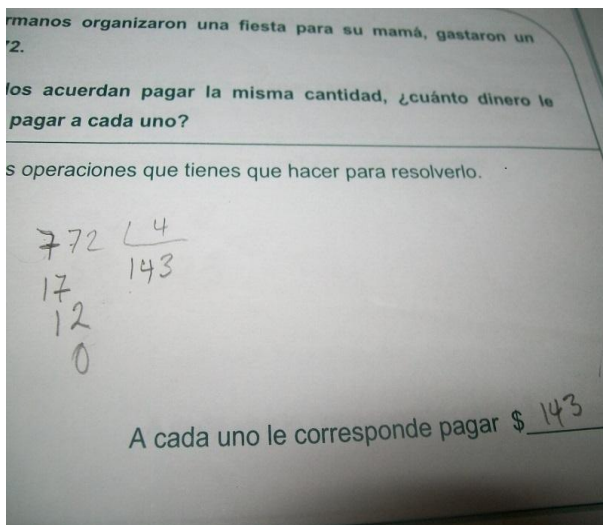 rmanos organizaron una fiesta para su mamá, gastaron un
72.
los acuerdan pagar la misma cantidad, ¿cuánto dinero le
pagar a cada uno?
s operaciones que tienes que hacer para resolverlo.
772 4
17 143
12
0
A cada uno le corresponde pagar $ 143